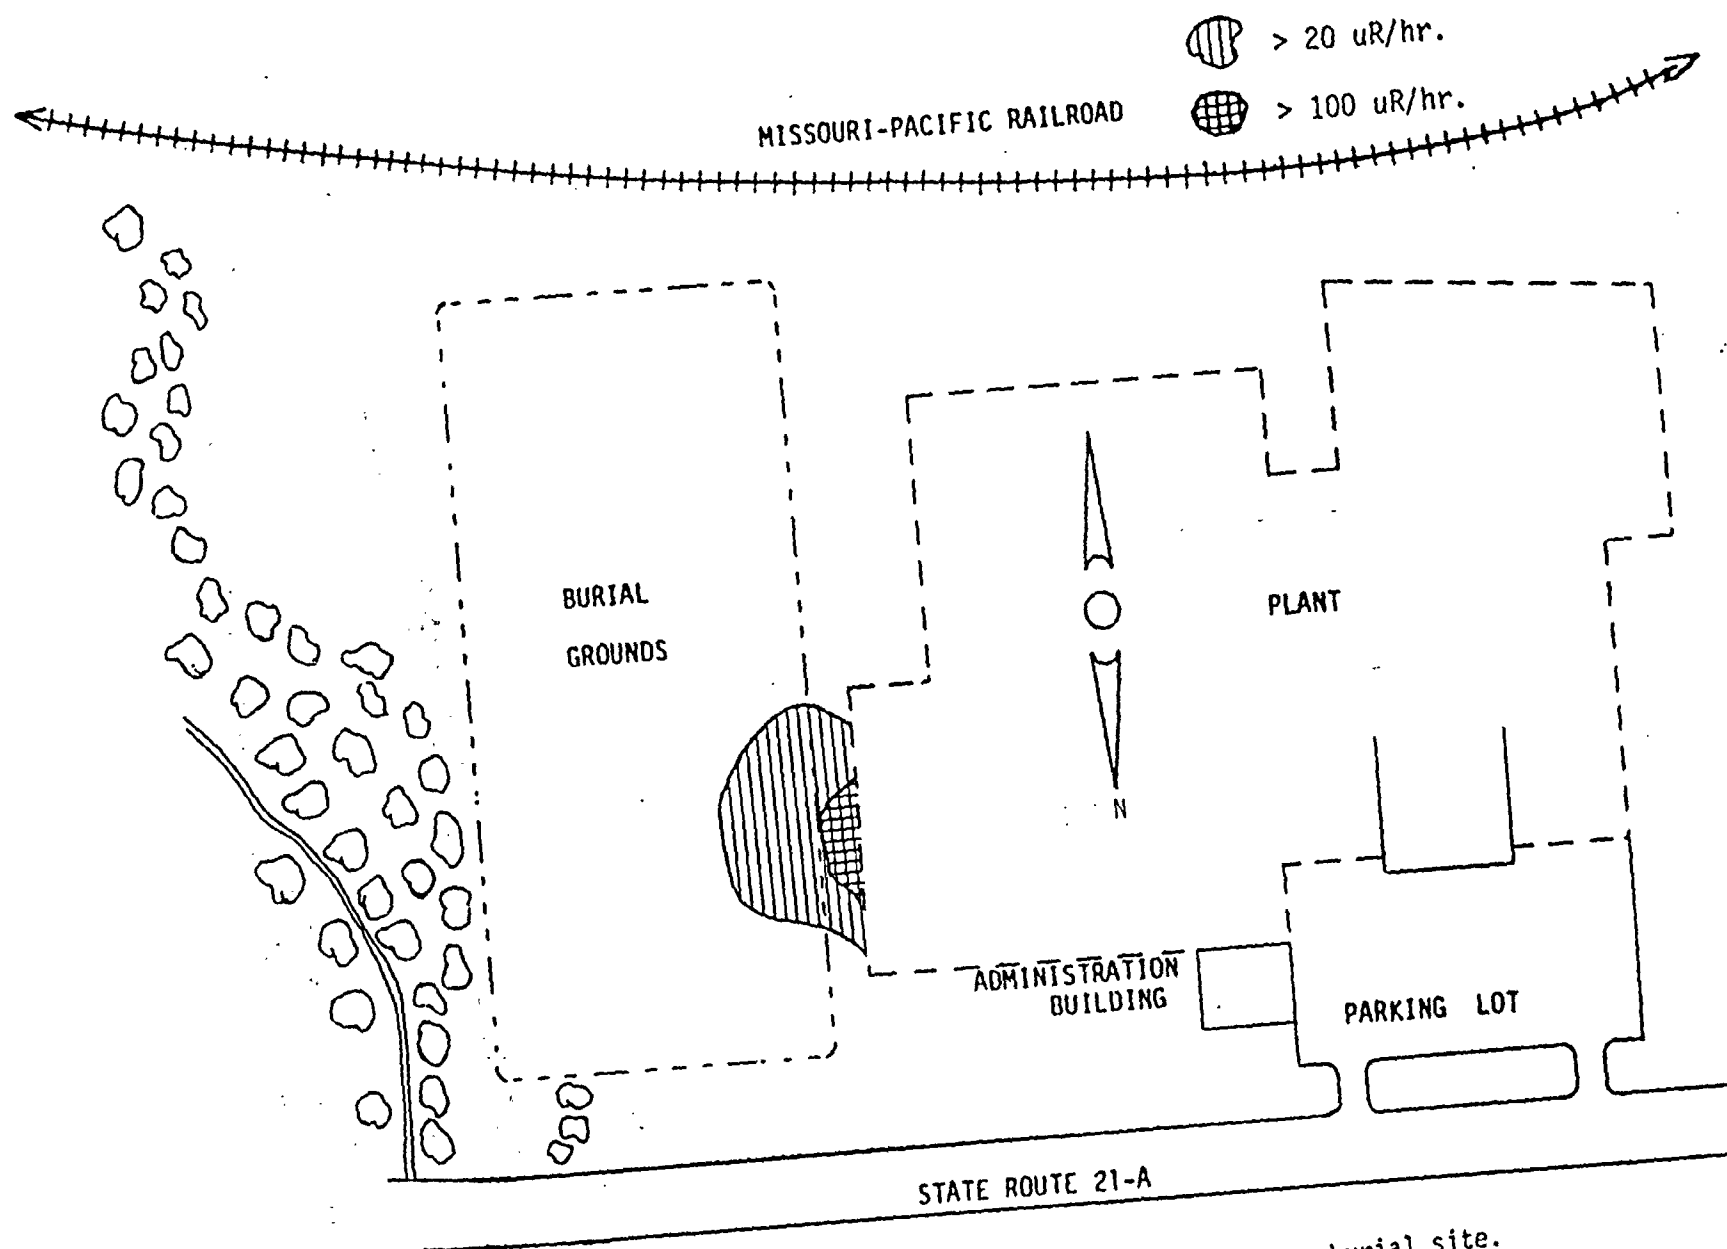 > 20 uR/hr.
MISSOURI-PACIFIC RAILROAD
> 100 uR/hr.
BURIAL
GROUNDS
PLANT
N
ADMINISTRATION
BUILDING
PARKING LOT
STATE ROUTE 21-A
burial site.